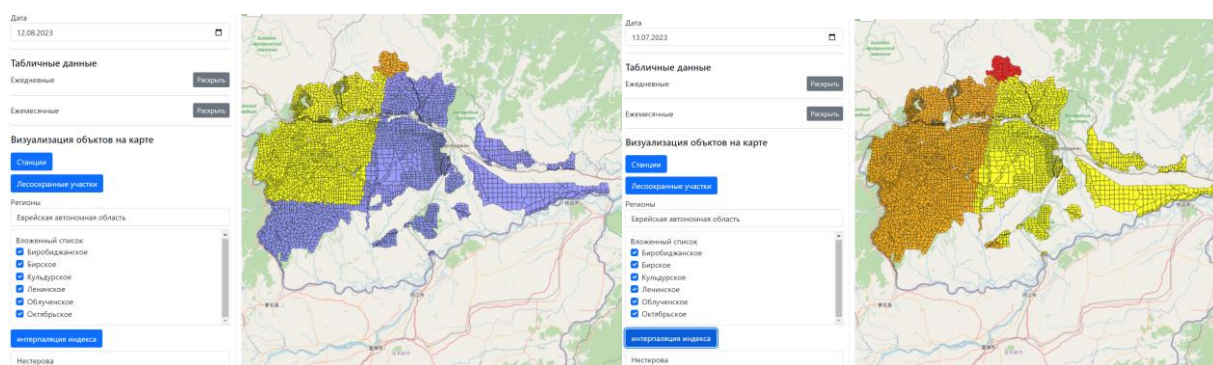 Дата
12.08.2023
Табличные данные
Ежедневные
Раскрыть
Ежемесячные
Раскрыть
Визуализация объктов на карте
Станции
Лесоохранные участки
Регионы
Еврейская автономная область
Вложенный список
Биробиджанское
Бирское
Кульдурское
Ленинское
Облученское
Октябрьское
интерпаляция индекса
Нестерова
Дата
13.07.2023
Табличные данные
Ежедневные
Раскрыть
Ежемесячные
Раскрыть
Визуализация объктов на карте
Станции
Лесоохранные участки
Регионы
Еврейская автономная область
Вложенный список
Биробиджанское
Бирское
Кульдурское
Ленинское
Облученское
Октябрьское
интерпаляция индекса
Нестерова